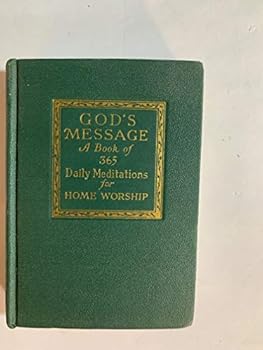 GOD'S
MESSAGE
A Book of
365
Daily Meditations
for
HOME WORSHIP